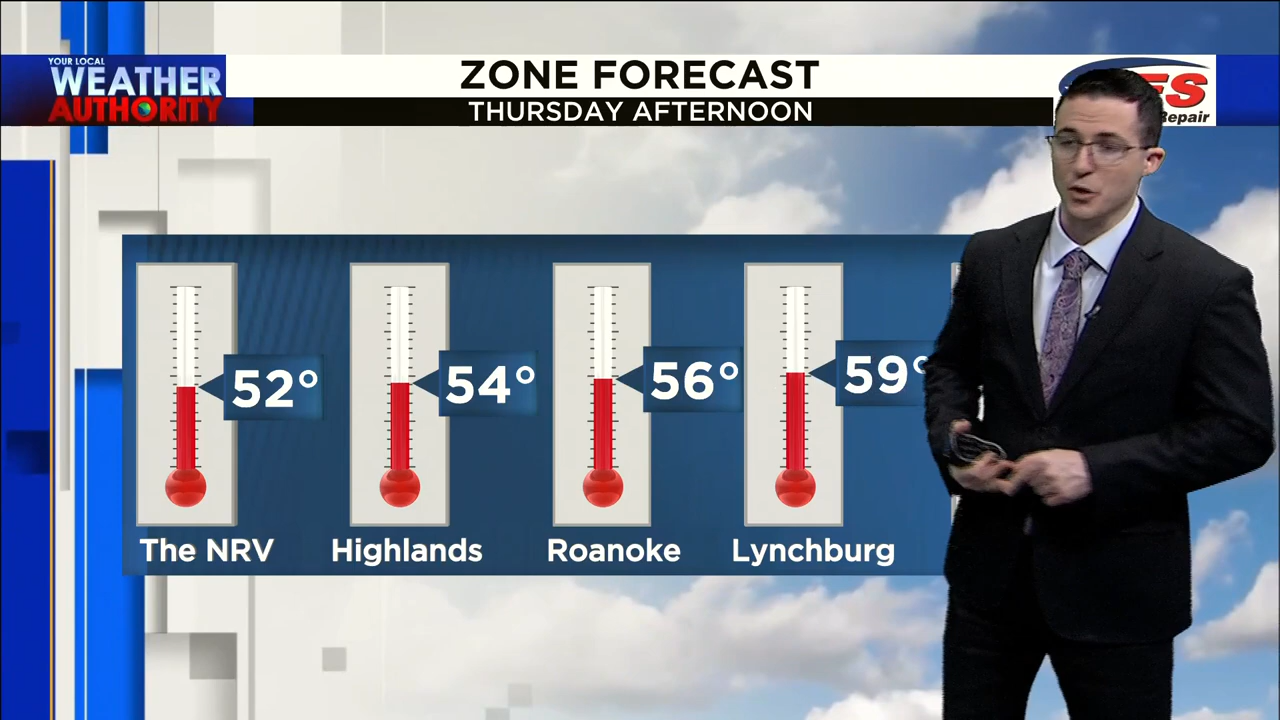 YOUR LOCAL
WEATHER
AUTHORITY
ZONE FORECAST
THURSDAY AFTERNOON
Repair
52°
54°
56°
59°
The NRV
Highlands
Roanoke
Lynchburg